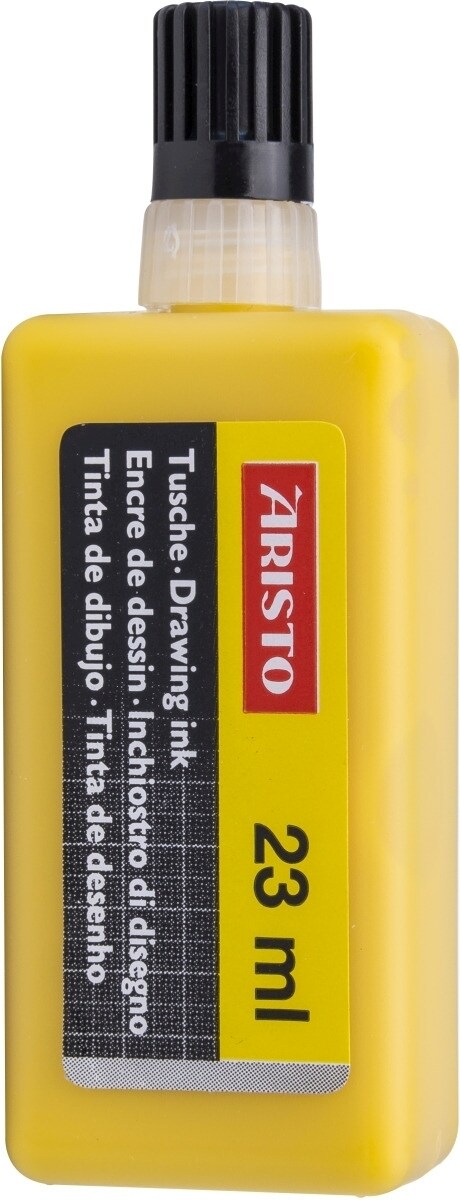 ARISTO
23 ml
Tusche · Drawing ink
Encre de dessin · Inchiostro di disegno
Tinta de dibujo · Tinta de desenho